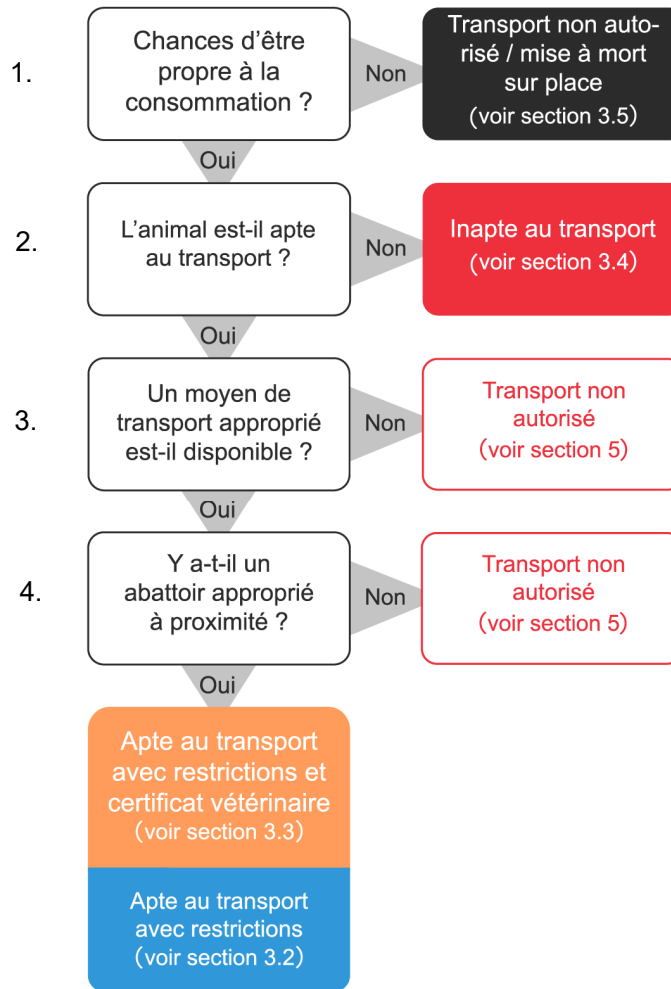 1.
Chances d'être
propre à la
consommation ?
Non
Transport non auto-
risé / mise à mort
sur place
(voir section 3.5)
Oui
2.
L'animal est-il apte
au transport ?
Non
Inapte au transport
(voir section 3.4)
Oui
3.
Un moyen de
transport approprié
est-il disponible ?
Non
Transport non
autorisé
(voir section 5)
Oui
4.
Y a-t-il un
abattoir approprié
à proximité ?
Non
Transport non
autorisé
(voir section 5)
Oui
Apte au transport
avec restrictions et
certificat vétérinaire
(voir section 3.3)
Apte au transport
avec restrictions
(voir section 3.2)